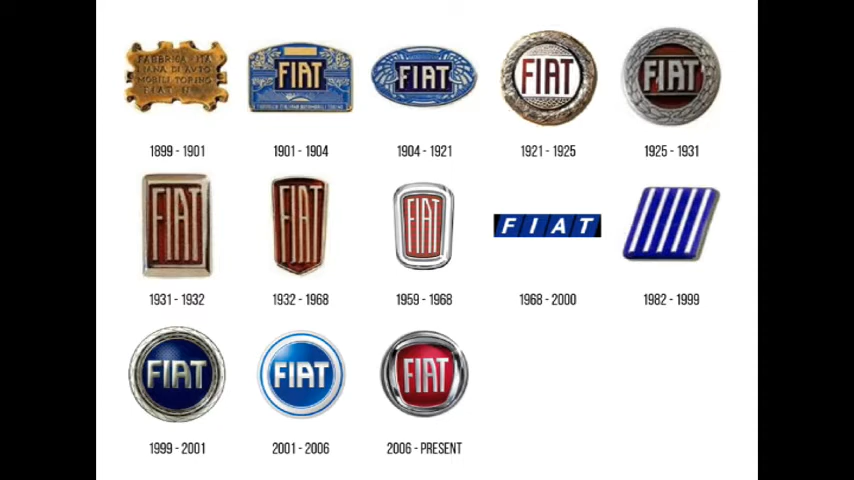 FABBRICA ITA
LIANA DI AVTO
MOBILI TORINO
FIAT
FIAT
FIAT
FIAT
FIAT
1899 - 1901
1901 - 1904
1904 - 1921
1921 - 1925
1925 - 1931
FIAT
FIAT
FIAT
FIAT
1931 - 1932
1932 - 1968
1959 - 1968
1968 - 2000
1982 - 1999
FIAT
FIAT
FIAT
1999 - 2001
2001 - 2006
2006 - PRESENT